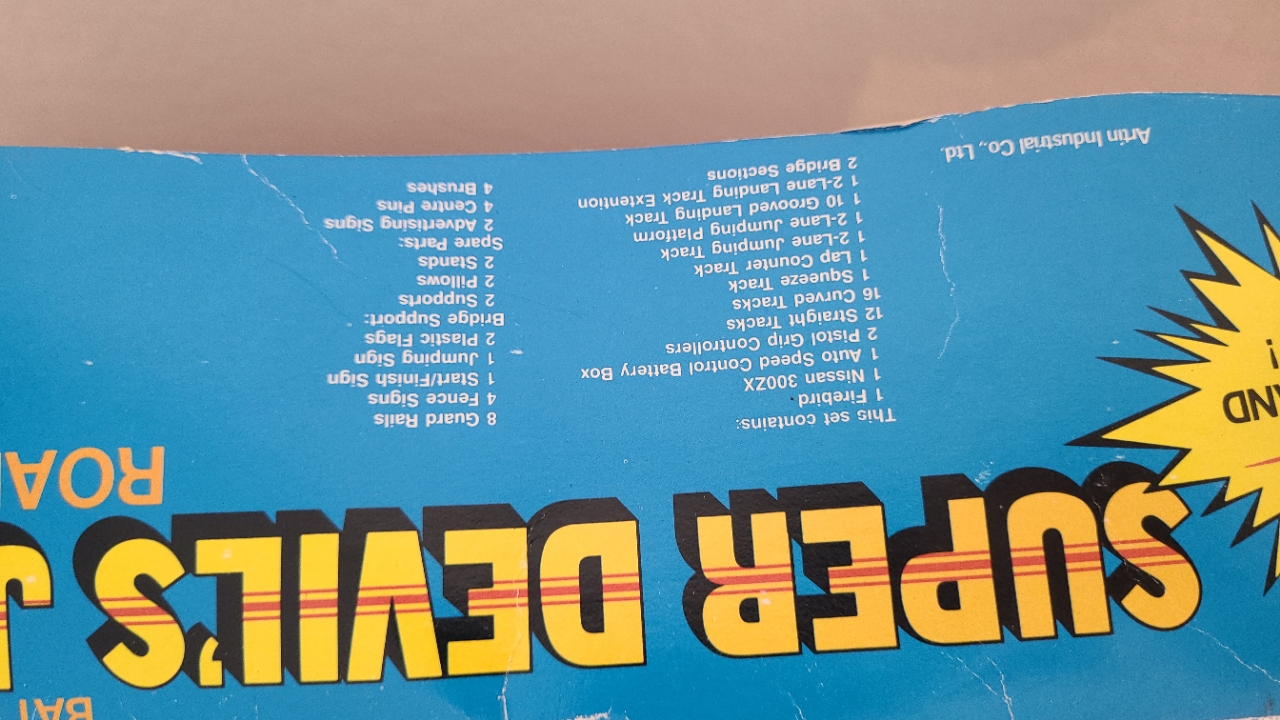 BAT
SUPER DEVIL'S J
ROA
AND
!
This set contains:
1 Firebird
1 Nissan 300ZX
1 Auto Speed Control Battery Box
2 Pistol Grip Controllers
12 Straight Tracks
16 Curved Tracks
1 Squeeze Track
1 Lap Counter Track
1 2-Lane Jumping Track
1 2-Lane Jumping Platform
1 10 Grooved Landing Track
1 2-Lane Landing Track Extention
2 Bridge Sections
8 Guard Rails
4 Fence Signs
1 Start/Finish Sign
1 Jumping Sign
2 Plastic Flags
Bridge Support:
2 Supports
2 Pillows
2 Stands
Spare Parts:
2 Advertising Signs
4 Centre Pins
4 Brushes
Artin Industrial Co., Ltd.